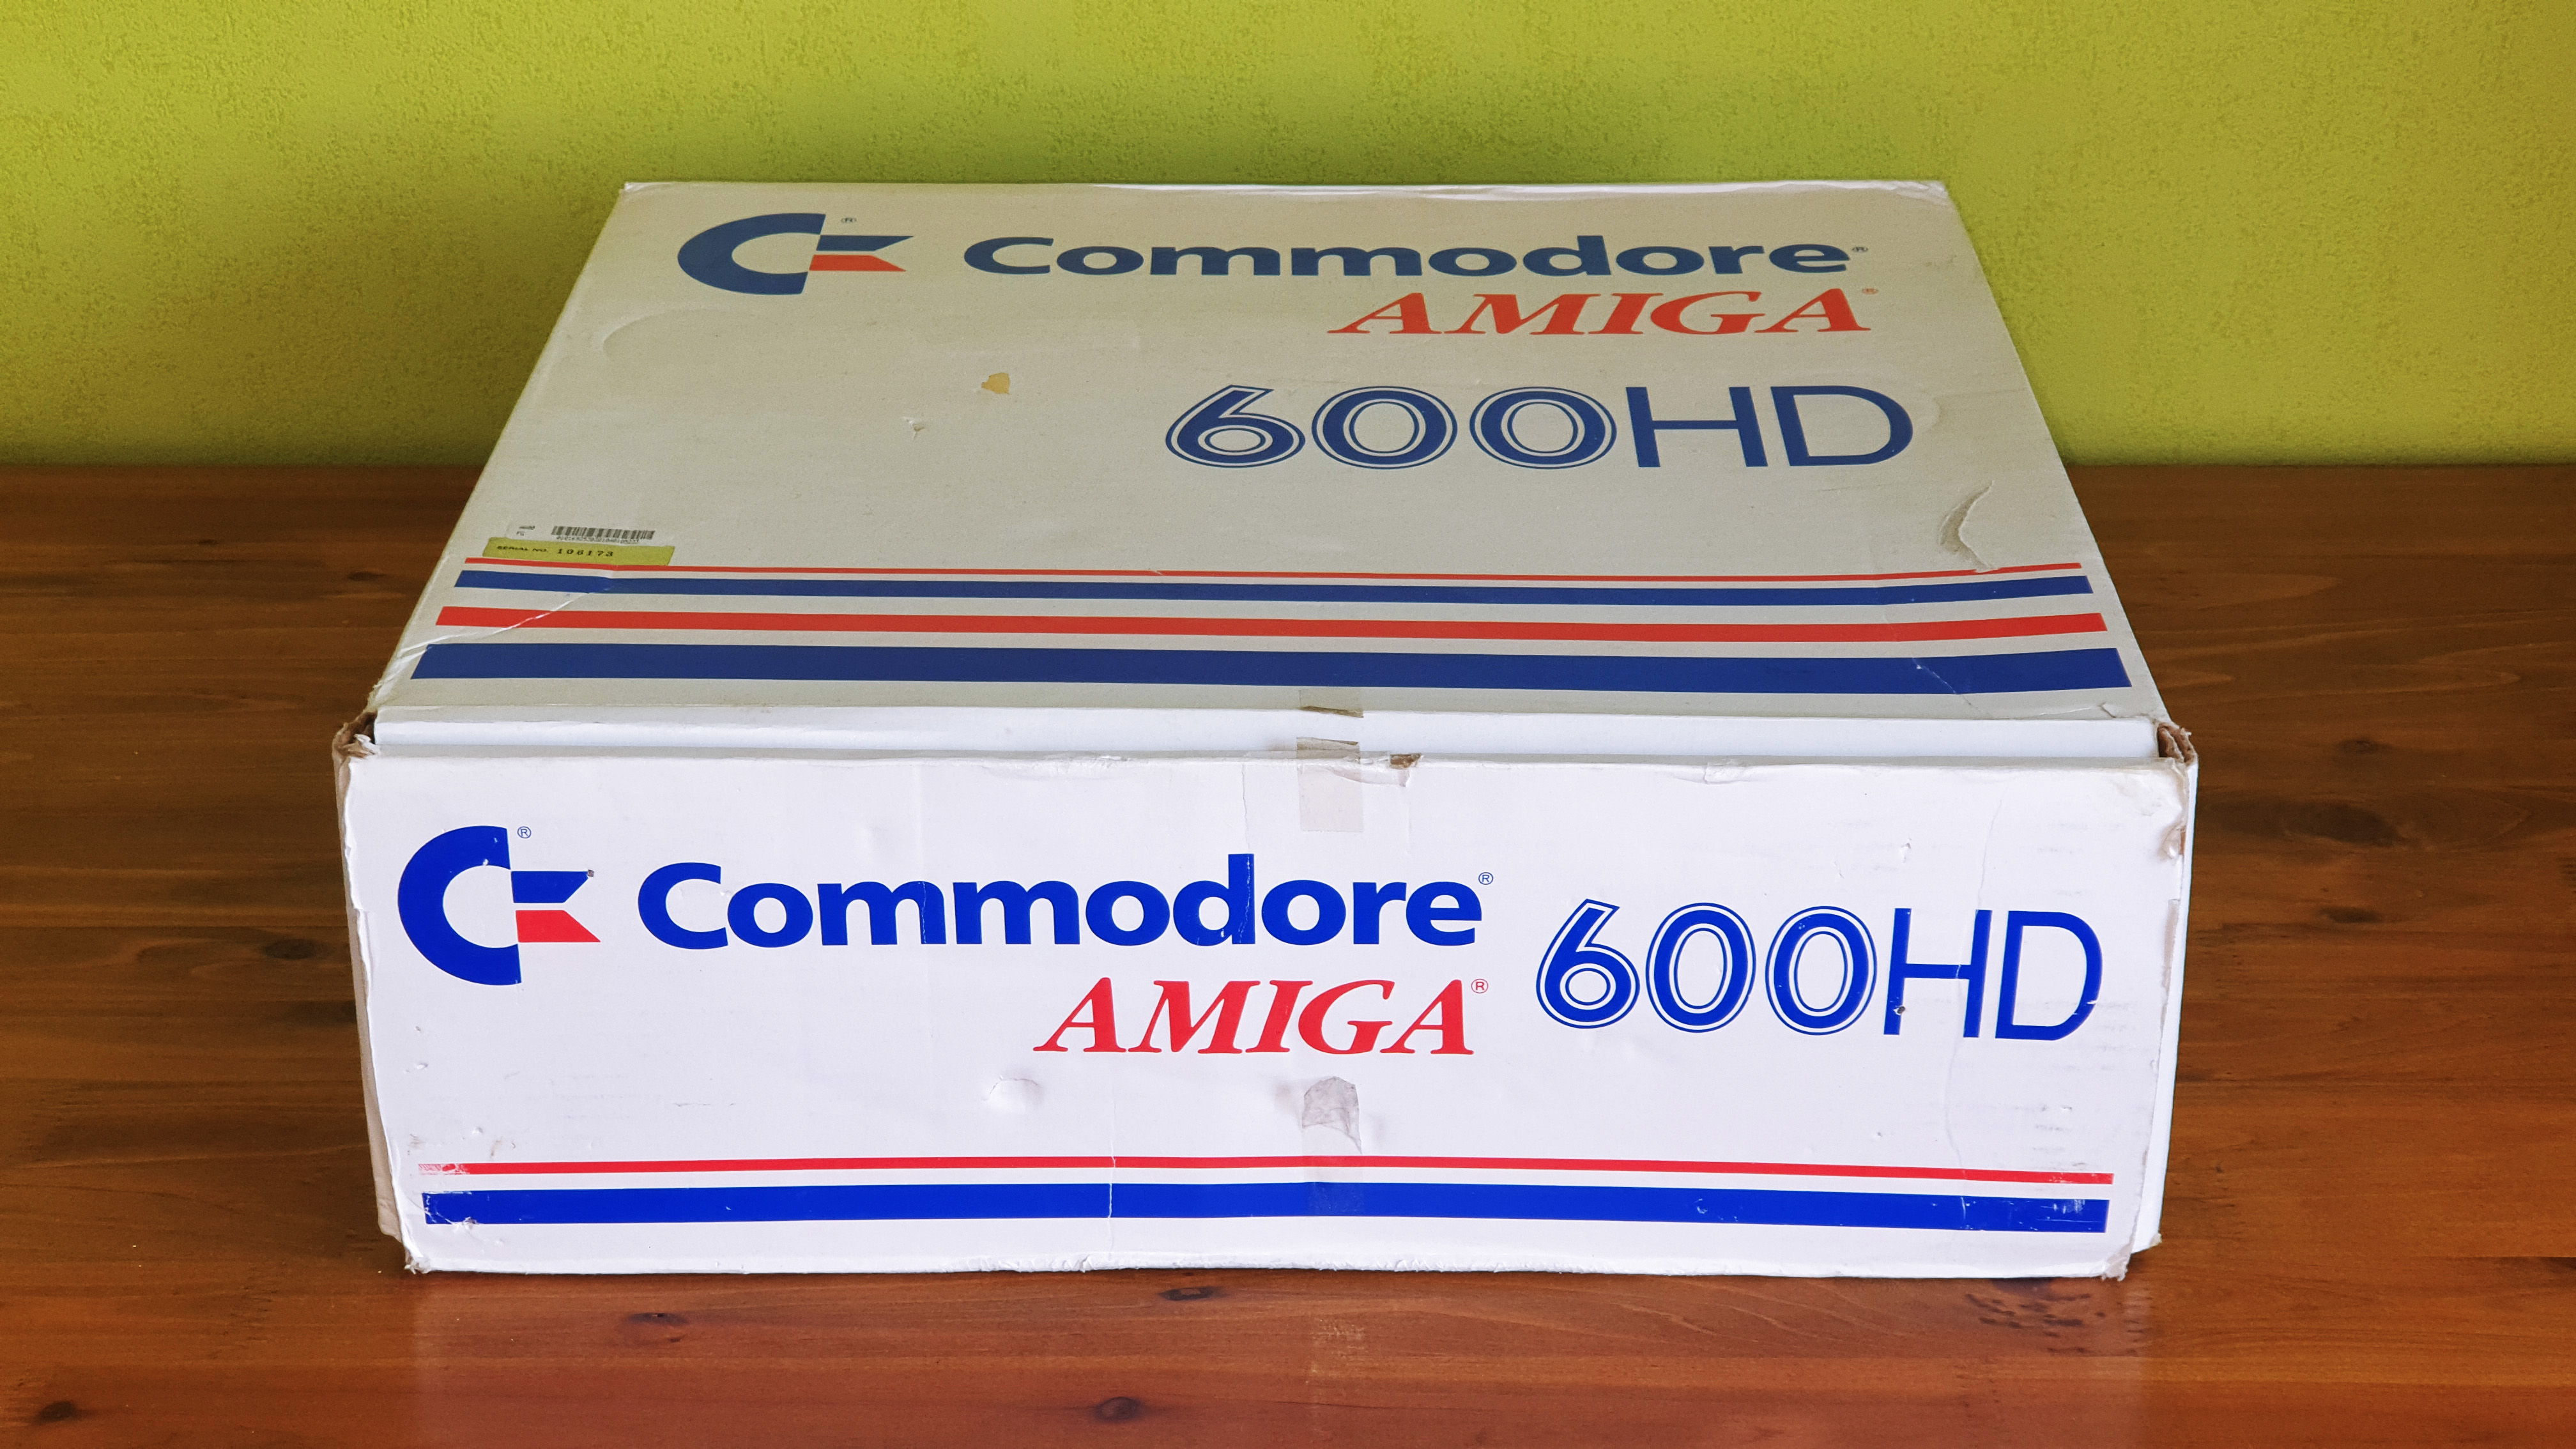 Commodore®
AMIGA®
600HD
SERIAL NO. 106173
Commodore® 600HD
AMIGA®